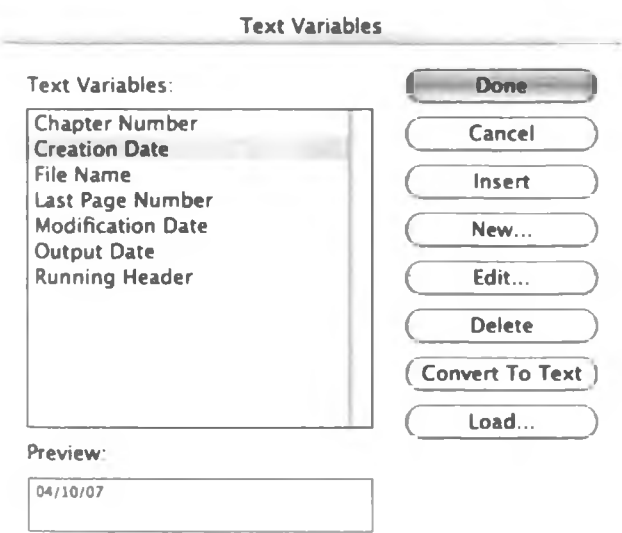 Text Variables
Text Variables:
Chapter Number
Creation Date
File Name
Last Page Number
Modification Date
Output Date
Running Header
Done
Cancel
Insert
New...
Edit...
Delete
Convert To Text
Load...
Preview:
04/10/07